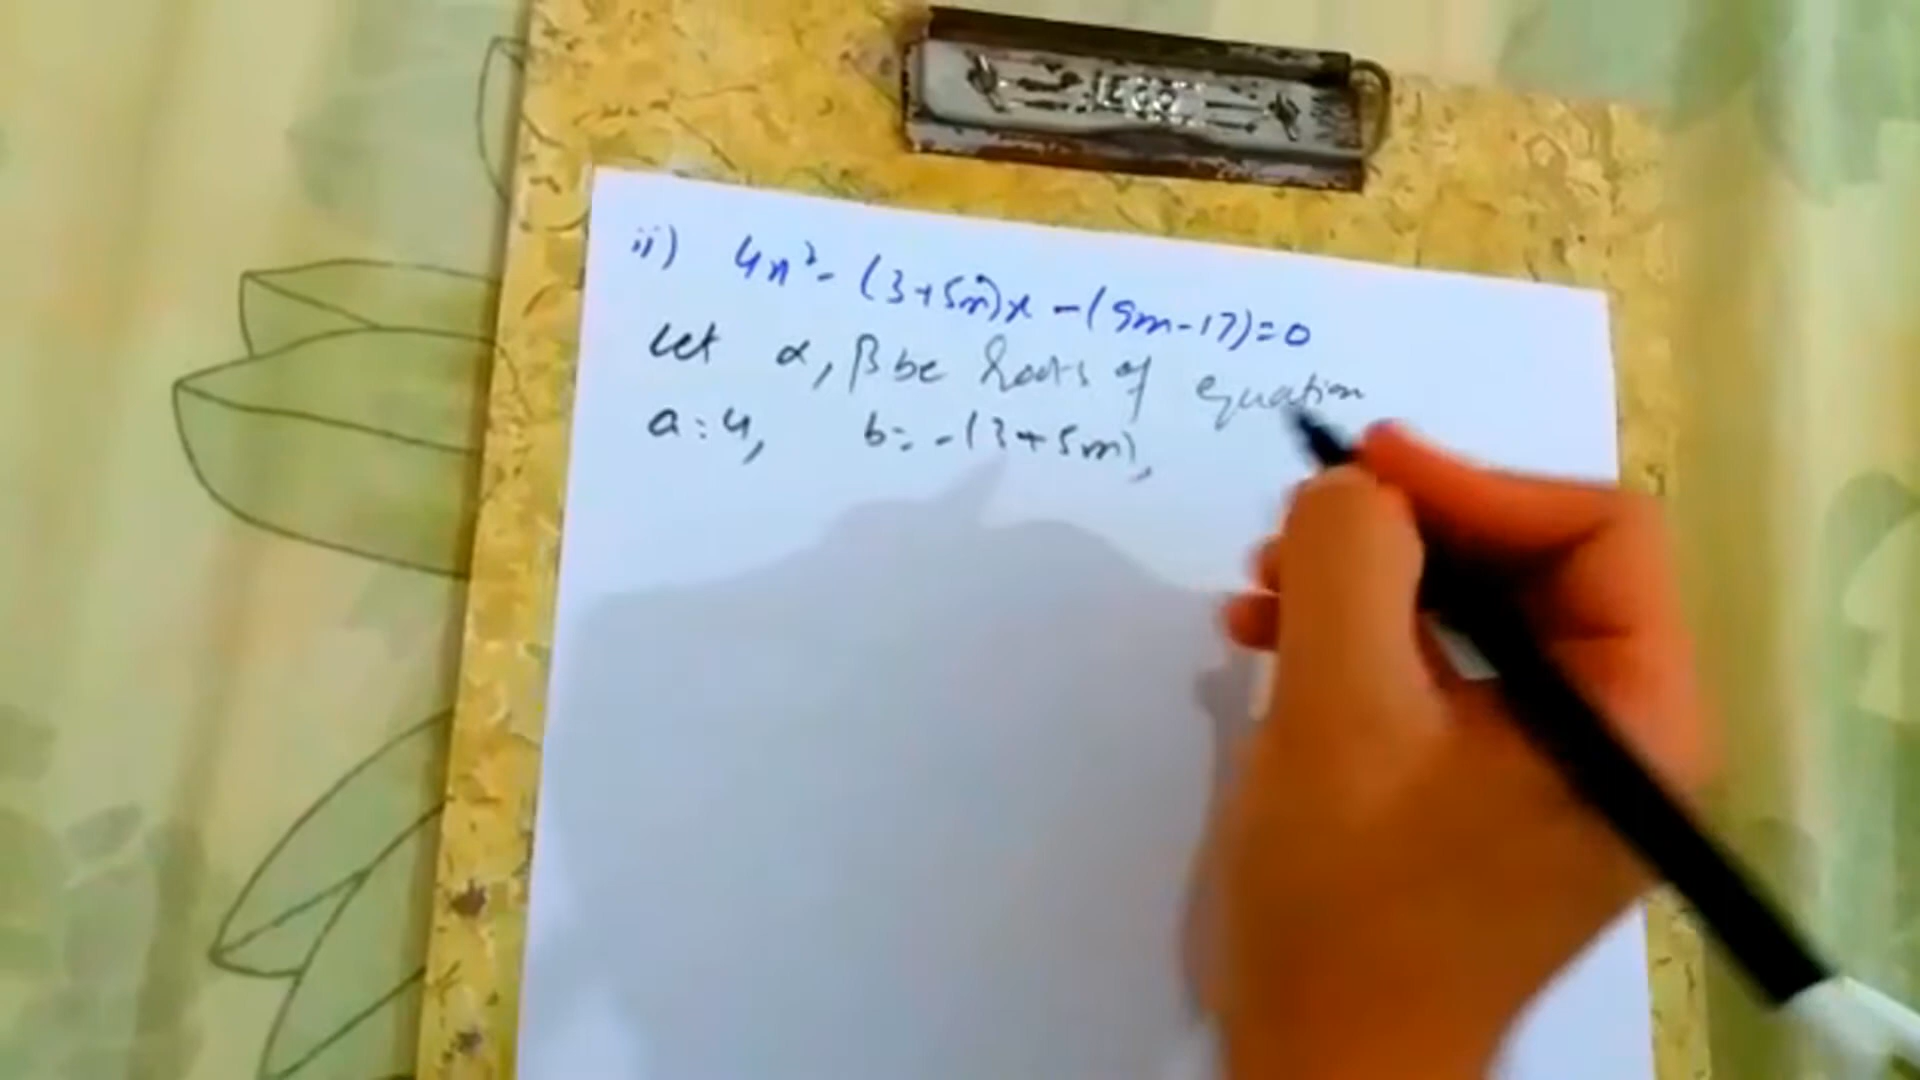 ii) 4x²- (3+5m)x -(9m-17)=0
Let α, β be Roots of equation
a=4, b= -(3+5m),